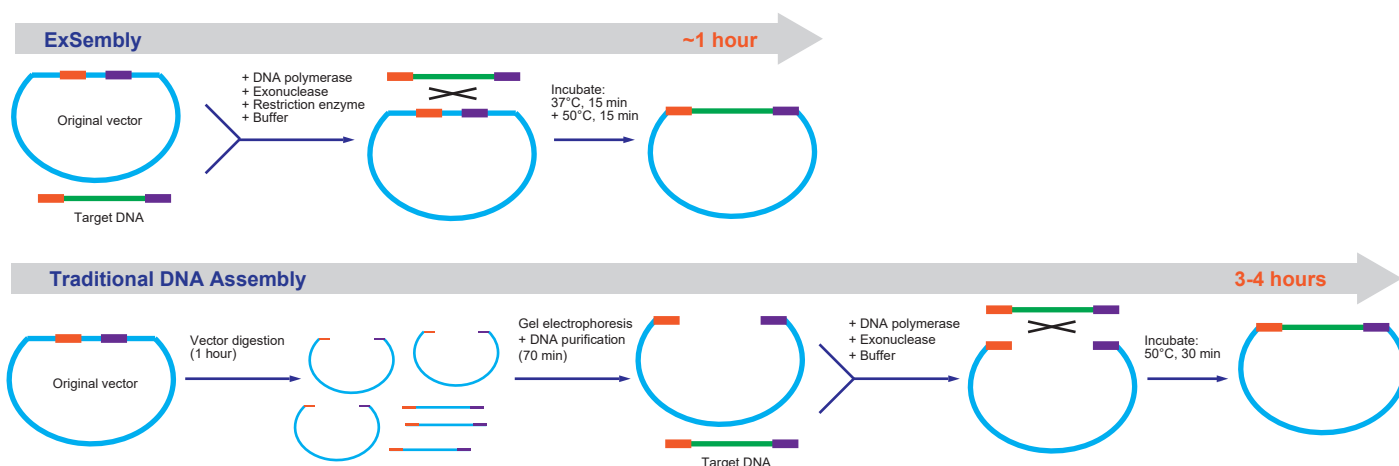 ExSembly
~1 hour
Original vector
Target DNA
+ DNA polymerase
+ Exonuclease
+ Restriction enzyme
+ Buffer
Incubate:
37°C, 15 min
+ 50°C, 15 min
Traditional DNA Assembly
3-4 hours
Original vector
Vector digestion
(1 hour)
Gel electrophoresis
+ DNA purification
(70 min)
Target DNA
+ DNA polymerase
+ Exonuclease
+ Buffer
Incubate:
50°C, 30 min